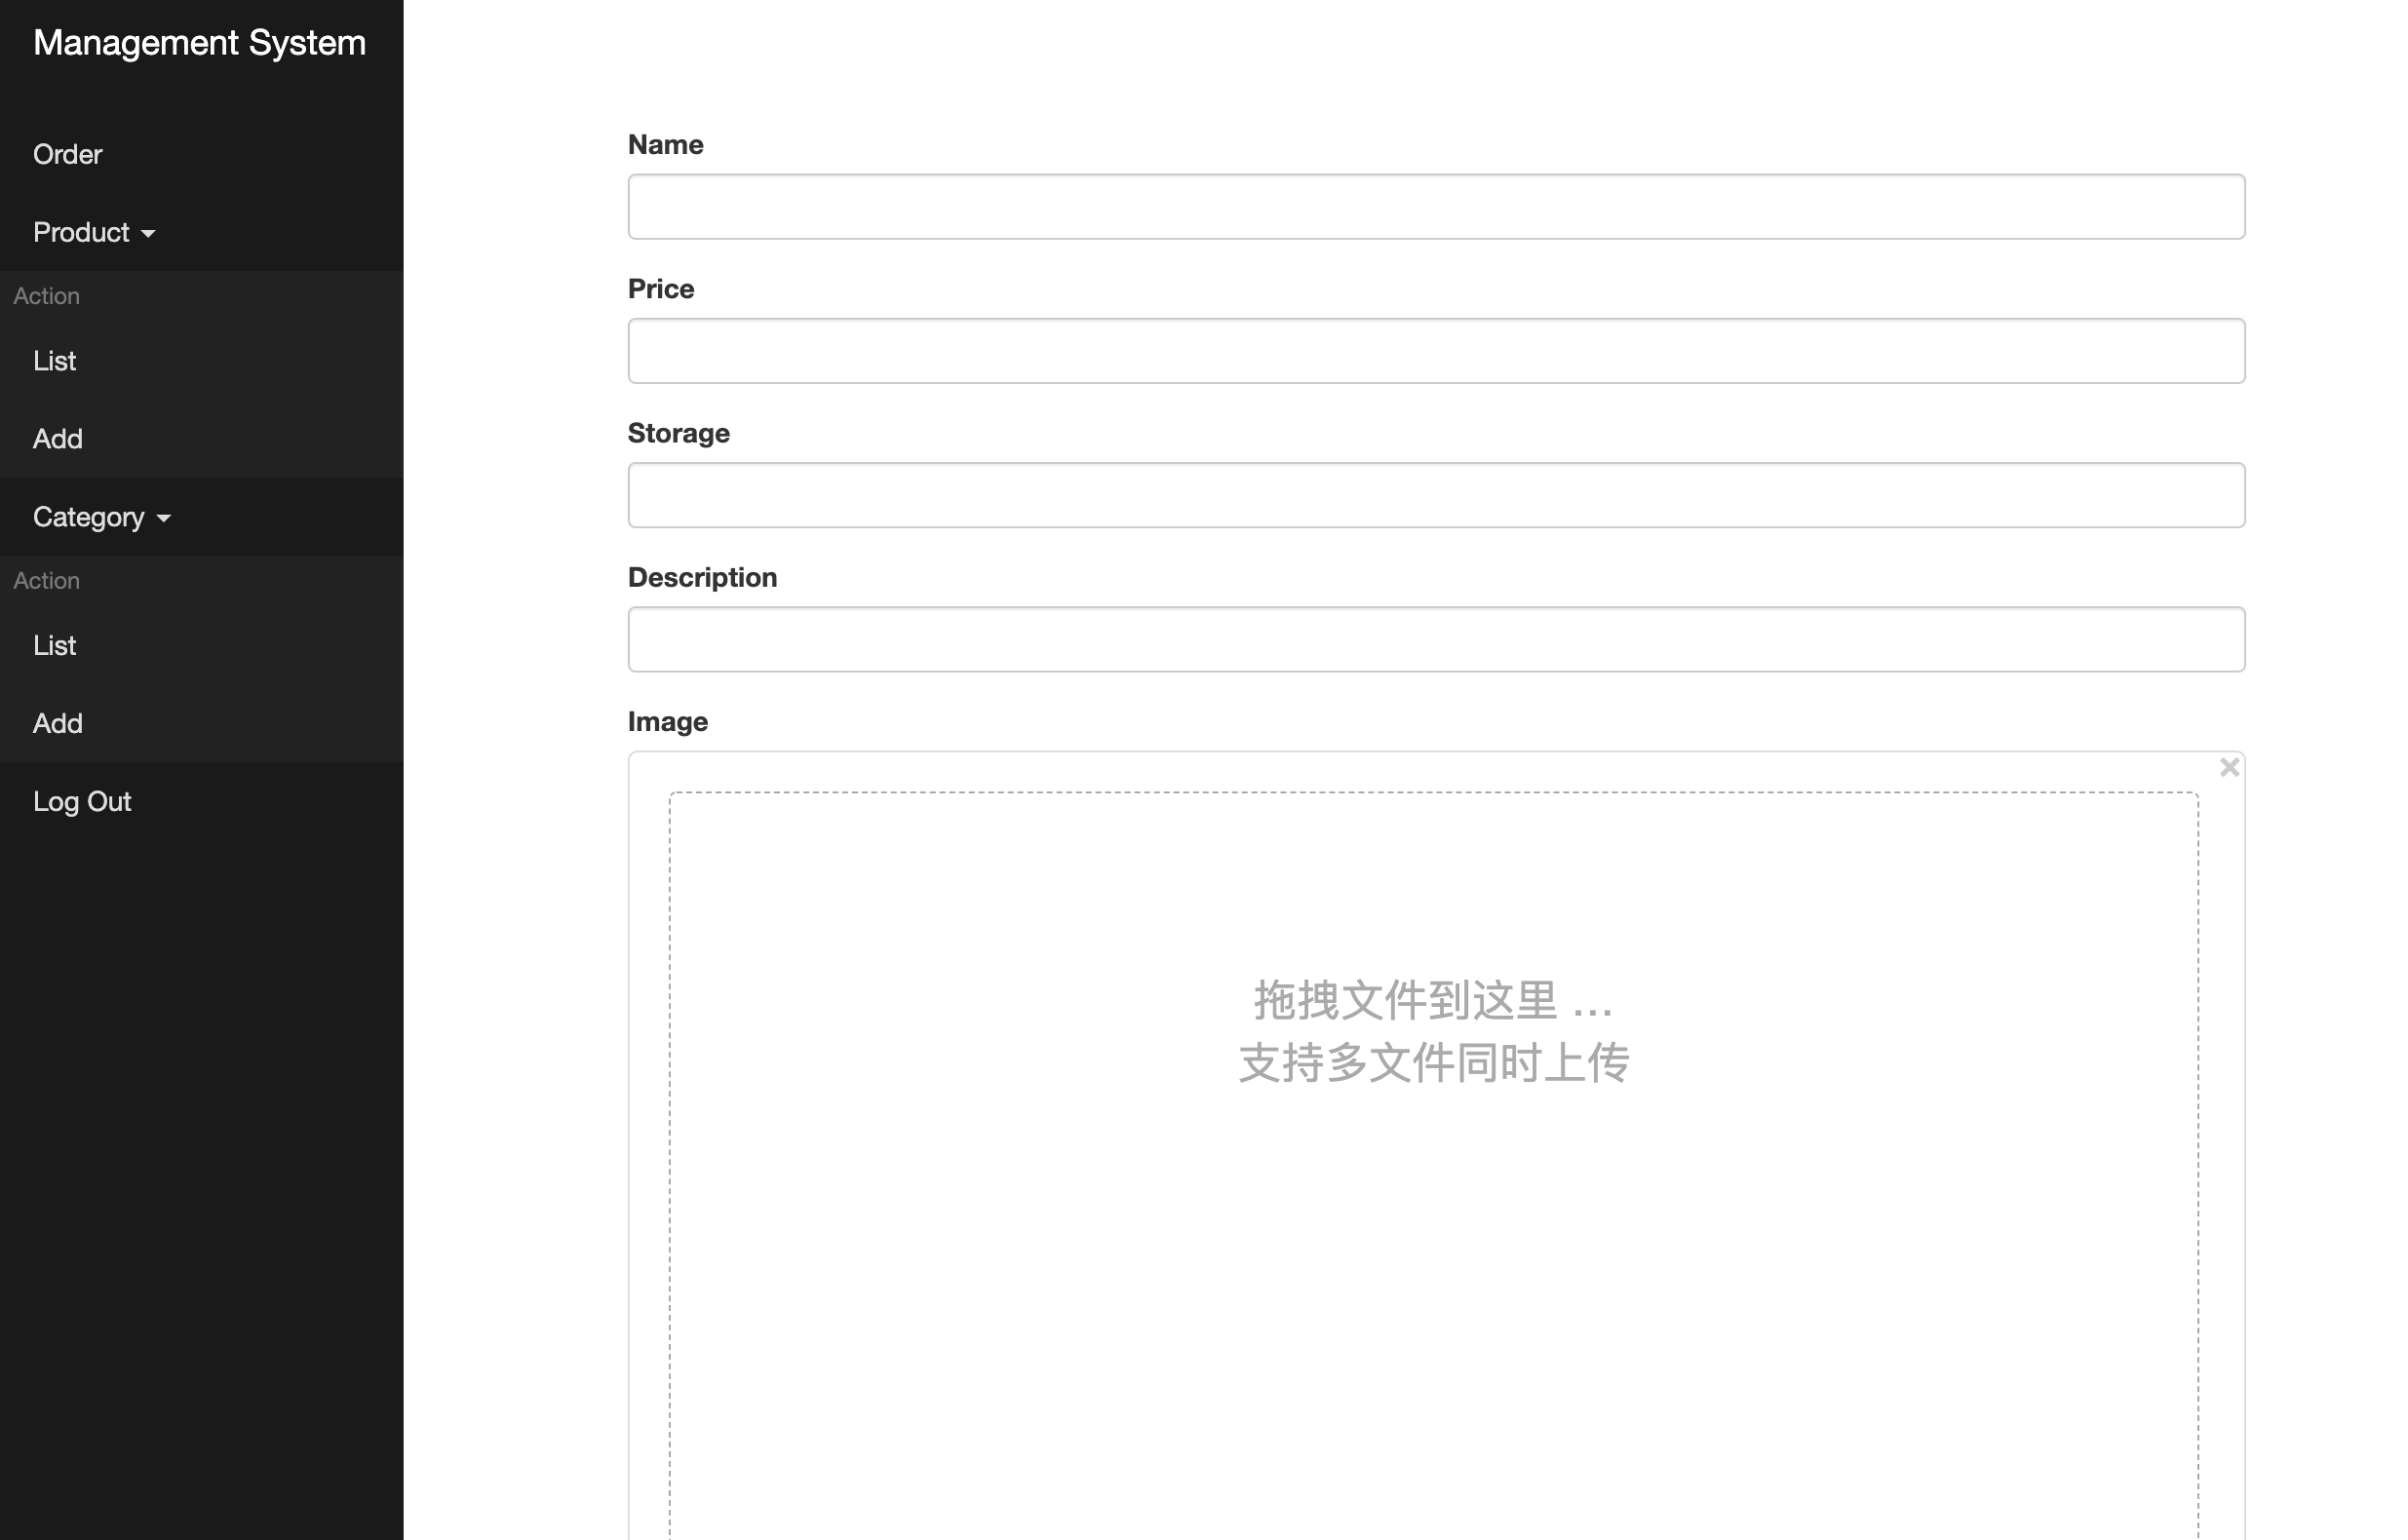 Management System
Order
Product
Action
List
Add
Category
Action
List
Add
Log Out
Name
Price
Storage
Description
Image
拖拽文件到这里 …
支持多文件同时上传